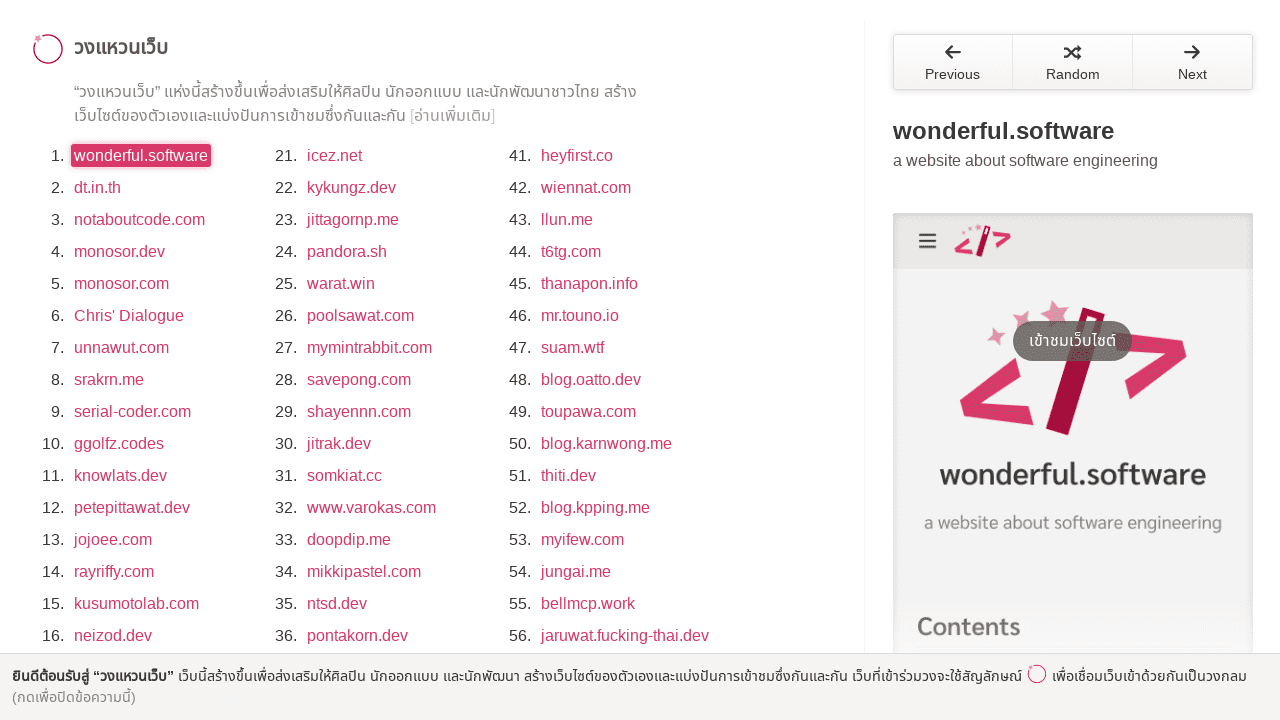 วงแหวนเว็บ
“วงแหวนเว็บ” แห่งนี้สร้างขึ้นเพื่อส่งเสริมให้ศิลปิน นักออกแบบ และนักพัฒนาชาวไทย สร้าง
เว็บไซต์ของตัวเองและแบ่งปันการเข้าชมซึ่งกันและกัน [อ่านเพิ่มเติม]
1. wonderful.software
2. dt.in.th
3. notaboutcode.com
4. monosor.dev
5. monosor.com
6. Chris' Dialogue
7. unnawut.com
8. srakrn.me
9. serial-coder.com
10. ggolfz.codes
11. knowlats.dev
12. petepittawat.dev
13. jojoee.com
14. rayriffy.com
15. kusumotolab.com
16. neizod.dev
21. icez.net
22. kykungz.dev
23. jittagornp.me
24. pandora.sh
25. warat.win
26. poolsawat.com
27. mymintrabbit.com
28. savepong.com
29. shayennn.com
30. jitrak.dev
31. somkiat.cc
32. www.varokas.com
33. doopdip.me
34. mikkipastel.com
35. ntsd.dev
36. pontakorn.dev
41. heyfirst.co
42. wiennat.com
43. llun.me
44. t6tg.com
45. thanapon.info
46. mr.touno.io
47. suam.wtf
48. blog.oatto.dev
49. toupawa.com
50. blog.karnwong.me
51. thiti.dev
52. blog.kpping.me
53. myifew.com
54. jungai.me
55. bellmcp.work
56. jaruwat.fucking-thai.dev
Previous
Random
Next
wonderful.software
a website about software engineering
เข้าชมเว็บไซต์
wonderful.software
a website about software engineering
Contents
ยินดีต้อนรับสู่ “วงแหวนเว็บ” เว็บนี้สร้างขึ้นเพื่อส่งเสริมให้ศิลปิน นักออกแบบ และนักพัฒนา สร้างเว็บไซต์ของตัวเองและแบ่งปันการเข้าชมซึ่งกันและกัน เว็บที่เข้าร่วมวงจะใช้สัญลักษณ์ เพื่อเชื่อมเว็บเข้าด้วยกันเป็นวงกลม
(กดเพื่อปิดข้อความนี้)